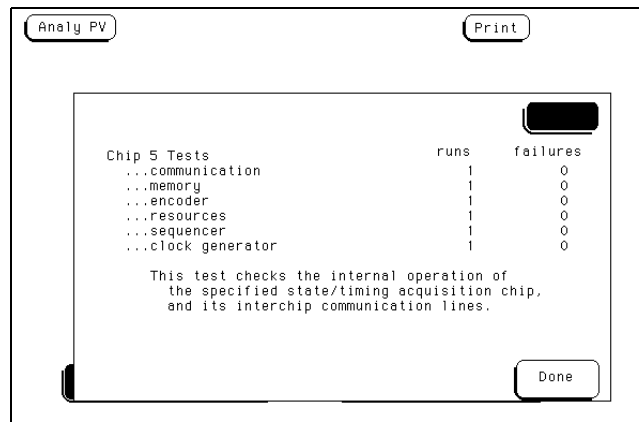 Analy PV Print
Chip 5 Tests runs failures
...communication 1 0
...memory 1 0
...encoder 1 0
...resources 1 0
...sequencer 1 0
...clock generator 1 0
This test checks the internal operation of
the specified state/timing acquisition chip,
and its interchip communication lines.
Done